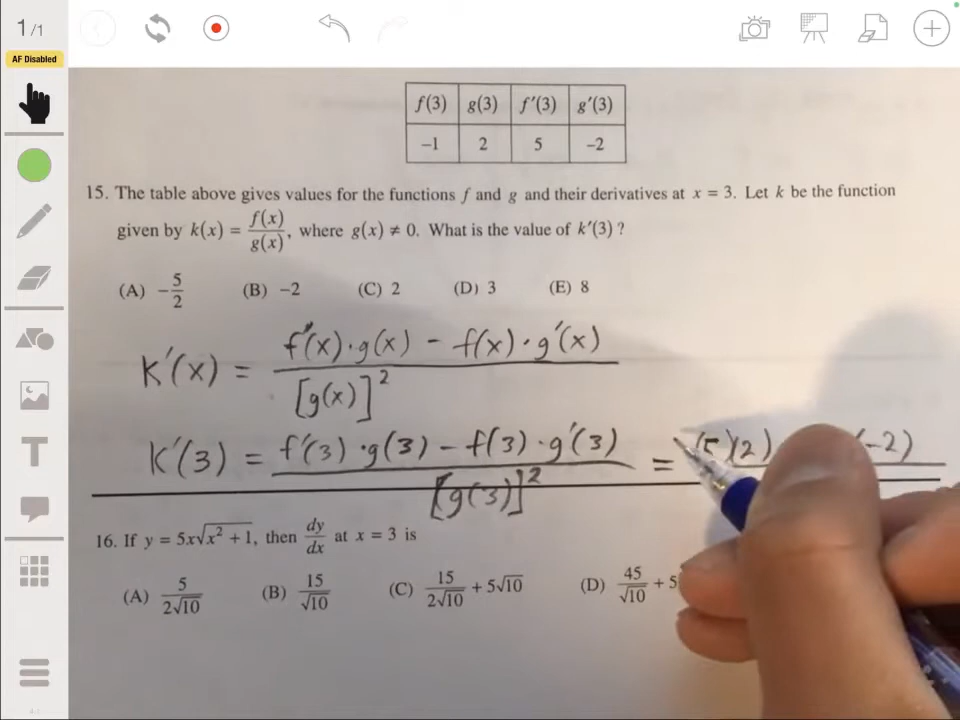 1/1
AF Disabled
f(3) g(3) f′(3) g′(3)
−1 2 5 −2
15. The table above gives values for the functions f and g and their derivatives at x = 3. Let k be the function
given by k(x) = f(x)/g(x), where g(x) ≠ 0. What is the value of k′(3) ?
(A) −5/2 (B) −2 (C) 2 (D) 3 (E) 8
K′(x) = f′(x)·g(x) − f(x)·g′(x) / [g(x)]²
K′(3) = f′(3)·g(3) − f(3)·g′(3) / [g(3)]² = (5)(2) (−2)
16. If y = 5x√(x² + 1), then dy/dx at x = 3 is
(A) 5/2√10 (B) 15/√10 (C) 15/2√10 + 5√10 (D) 45/√10 + 5
T